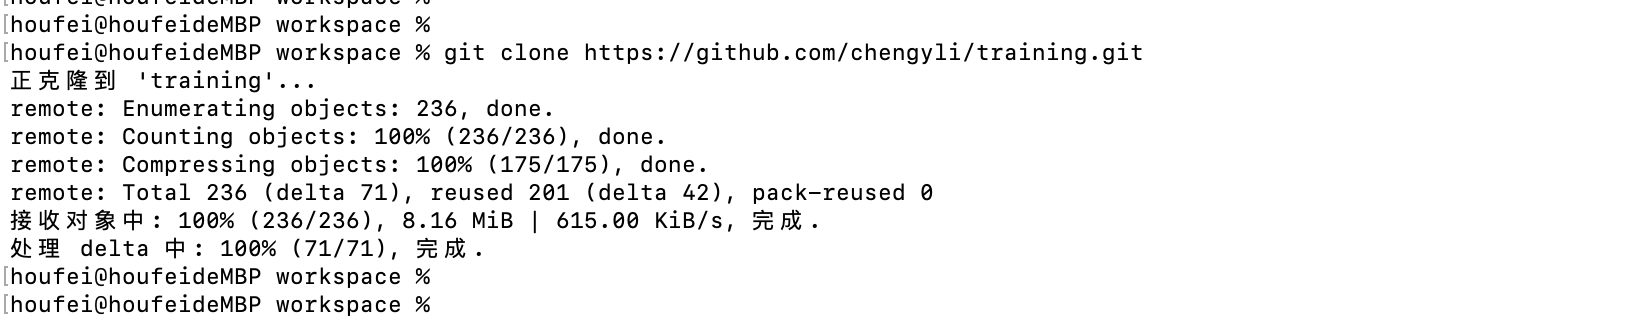 [houfei@houfeideMBP workspace %
[houfei@houfeideMBP workspace %
[houfei@houfeideMBP workspace % git clone https://github.com/chengyli/training.git
正克隆到 'training'...
remote: Enumerating objects: 236, done.
remote: Counting objects: 100% (236/236), done.
remote: Compressing objects: 100% (175/175), done.
remote: Total 236 (delta 71), reused 201 (delta 42), pack-reused 0
接收对象中: 100% (236/236), 8.16 MiB | 615.00 KiB/s, 完成.
处理 delta 中: 100% (71/71), 完成.
[houfei@houfeideMBP workspace %
[houfei@houfeideMBP workspace %